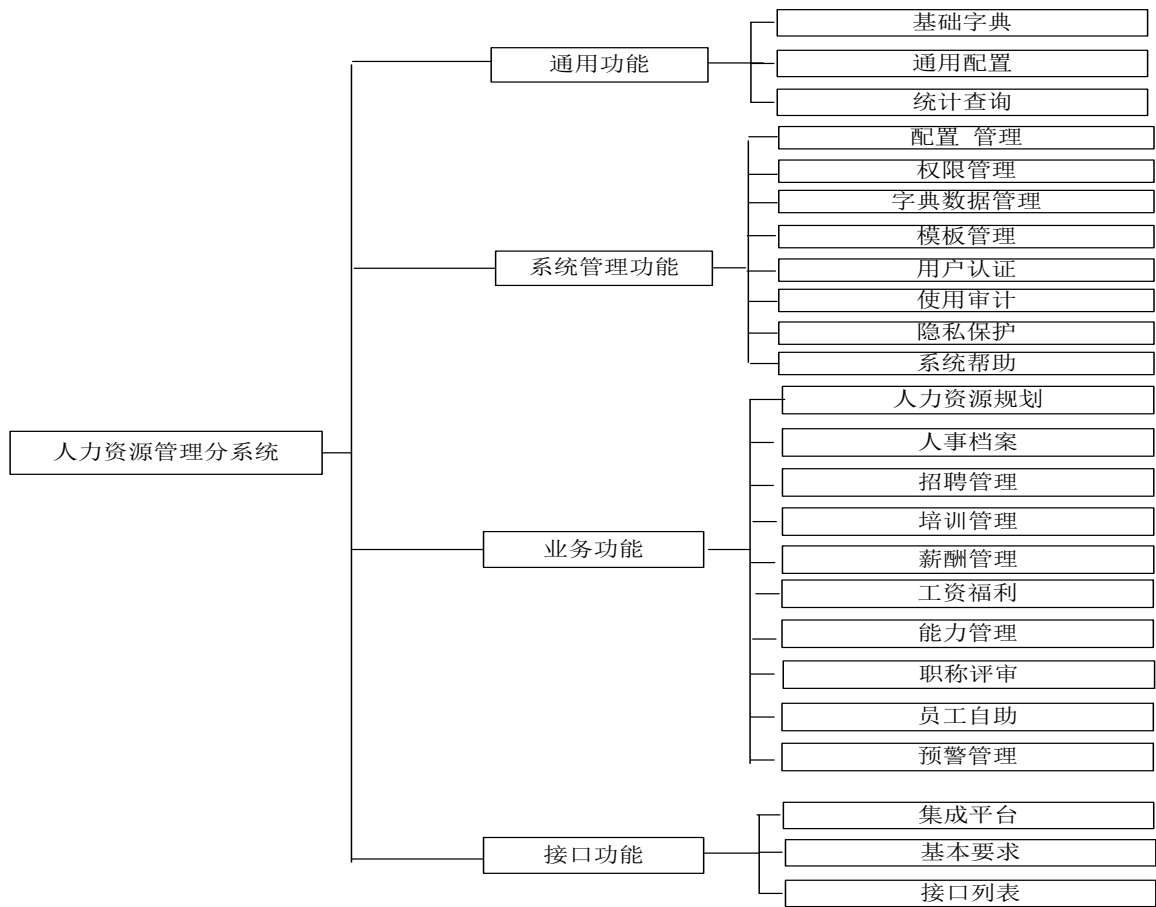 人力资源管理分系统
通用功能
基础字典
通用配置
统计查询
系统管理功能
配置 管理
权限管理
字典数据管理
模板管理
用户认证
使用审计
隐私保护
系统帮助
业务功能
人力资源规划
人事档案
招聘管理
培训管理
薪酬管理
工资福利
能力管理
职称评审
员工自助
预警管理
接口功能
集成平台
基本要求
接口列表